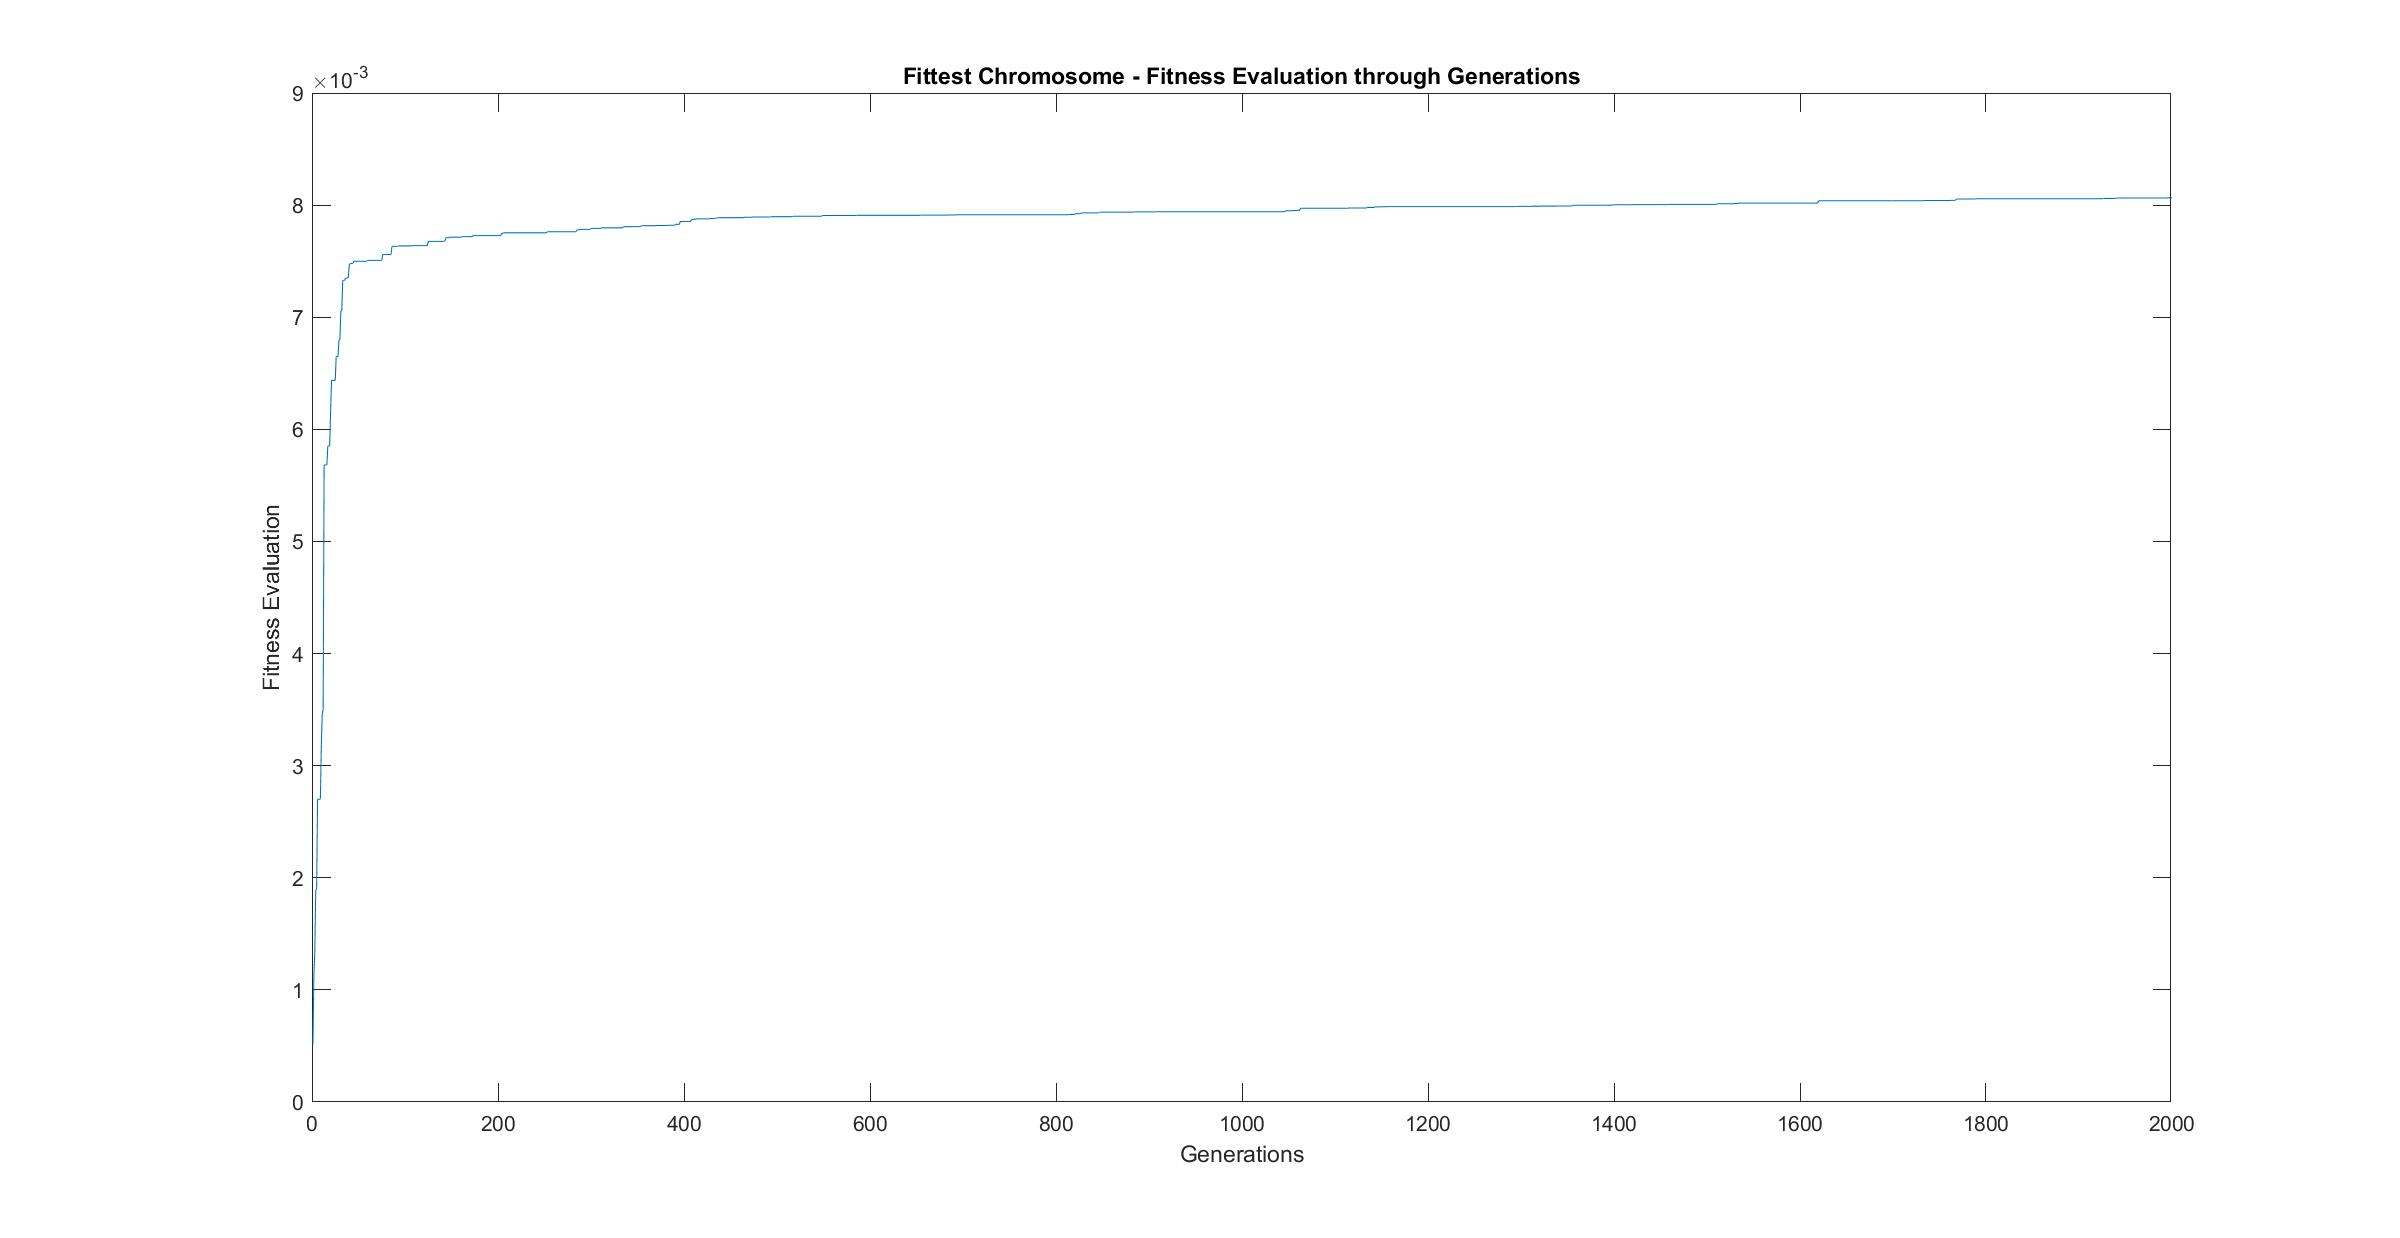 Fittest Chromosome - Fitness Evaluation through Generations
×10-3
9
8
7
6
5
4
3
2
1
0
Fitness Evaluation
0 200 400 600 800 1000 1200 1400 1600 1800 2000
Generations